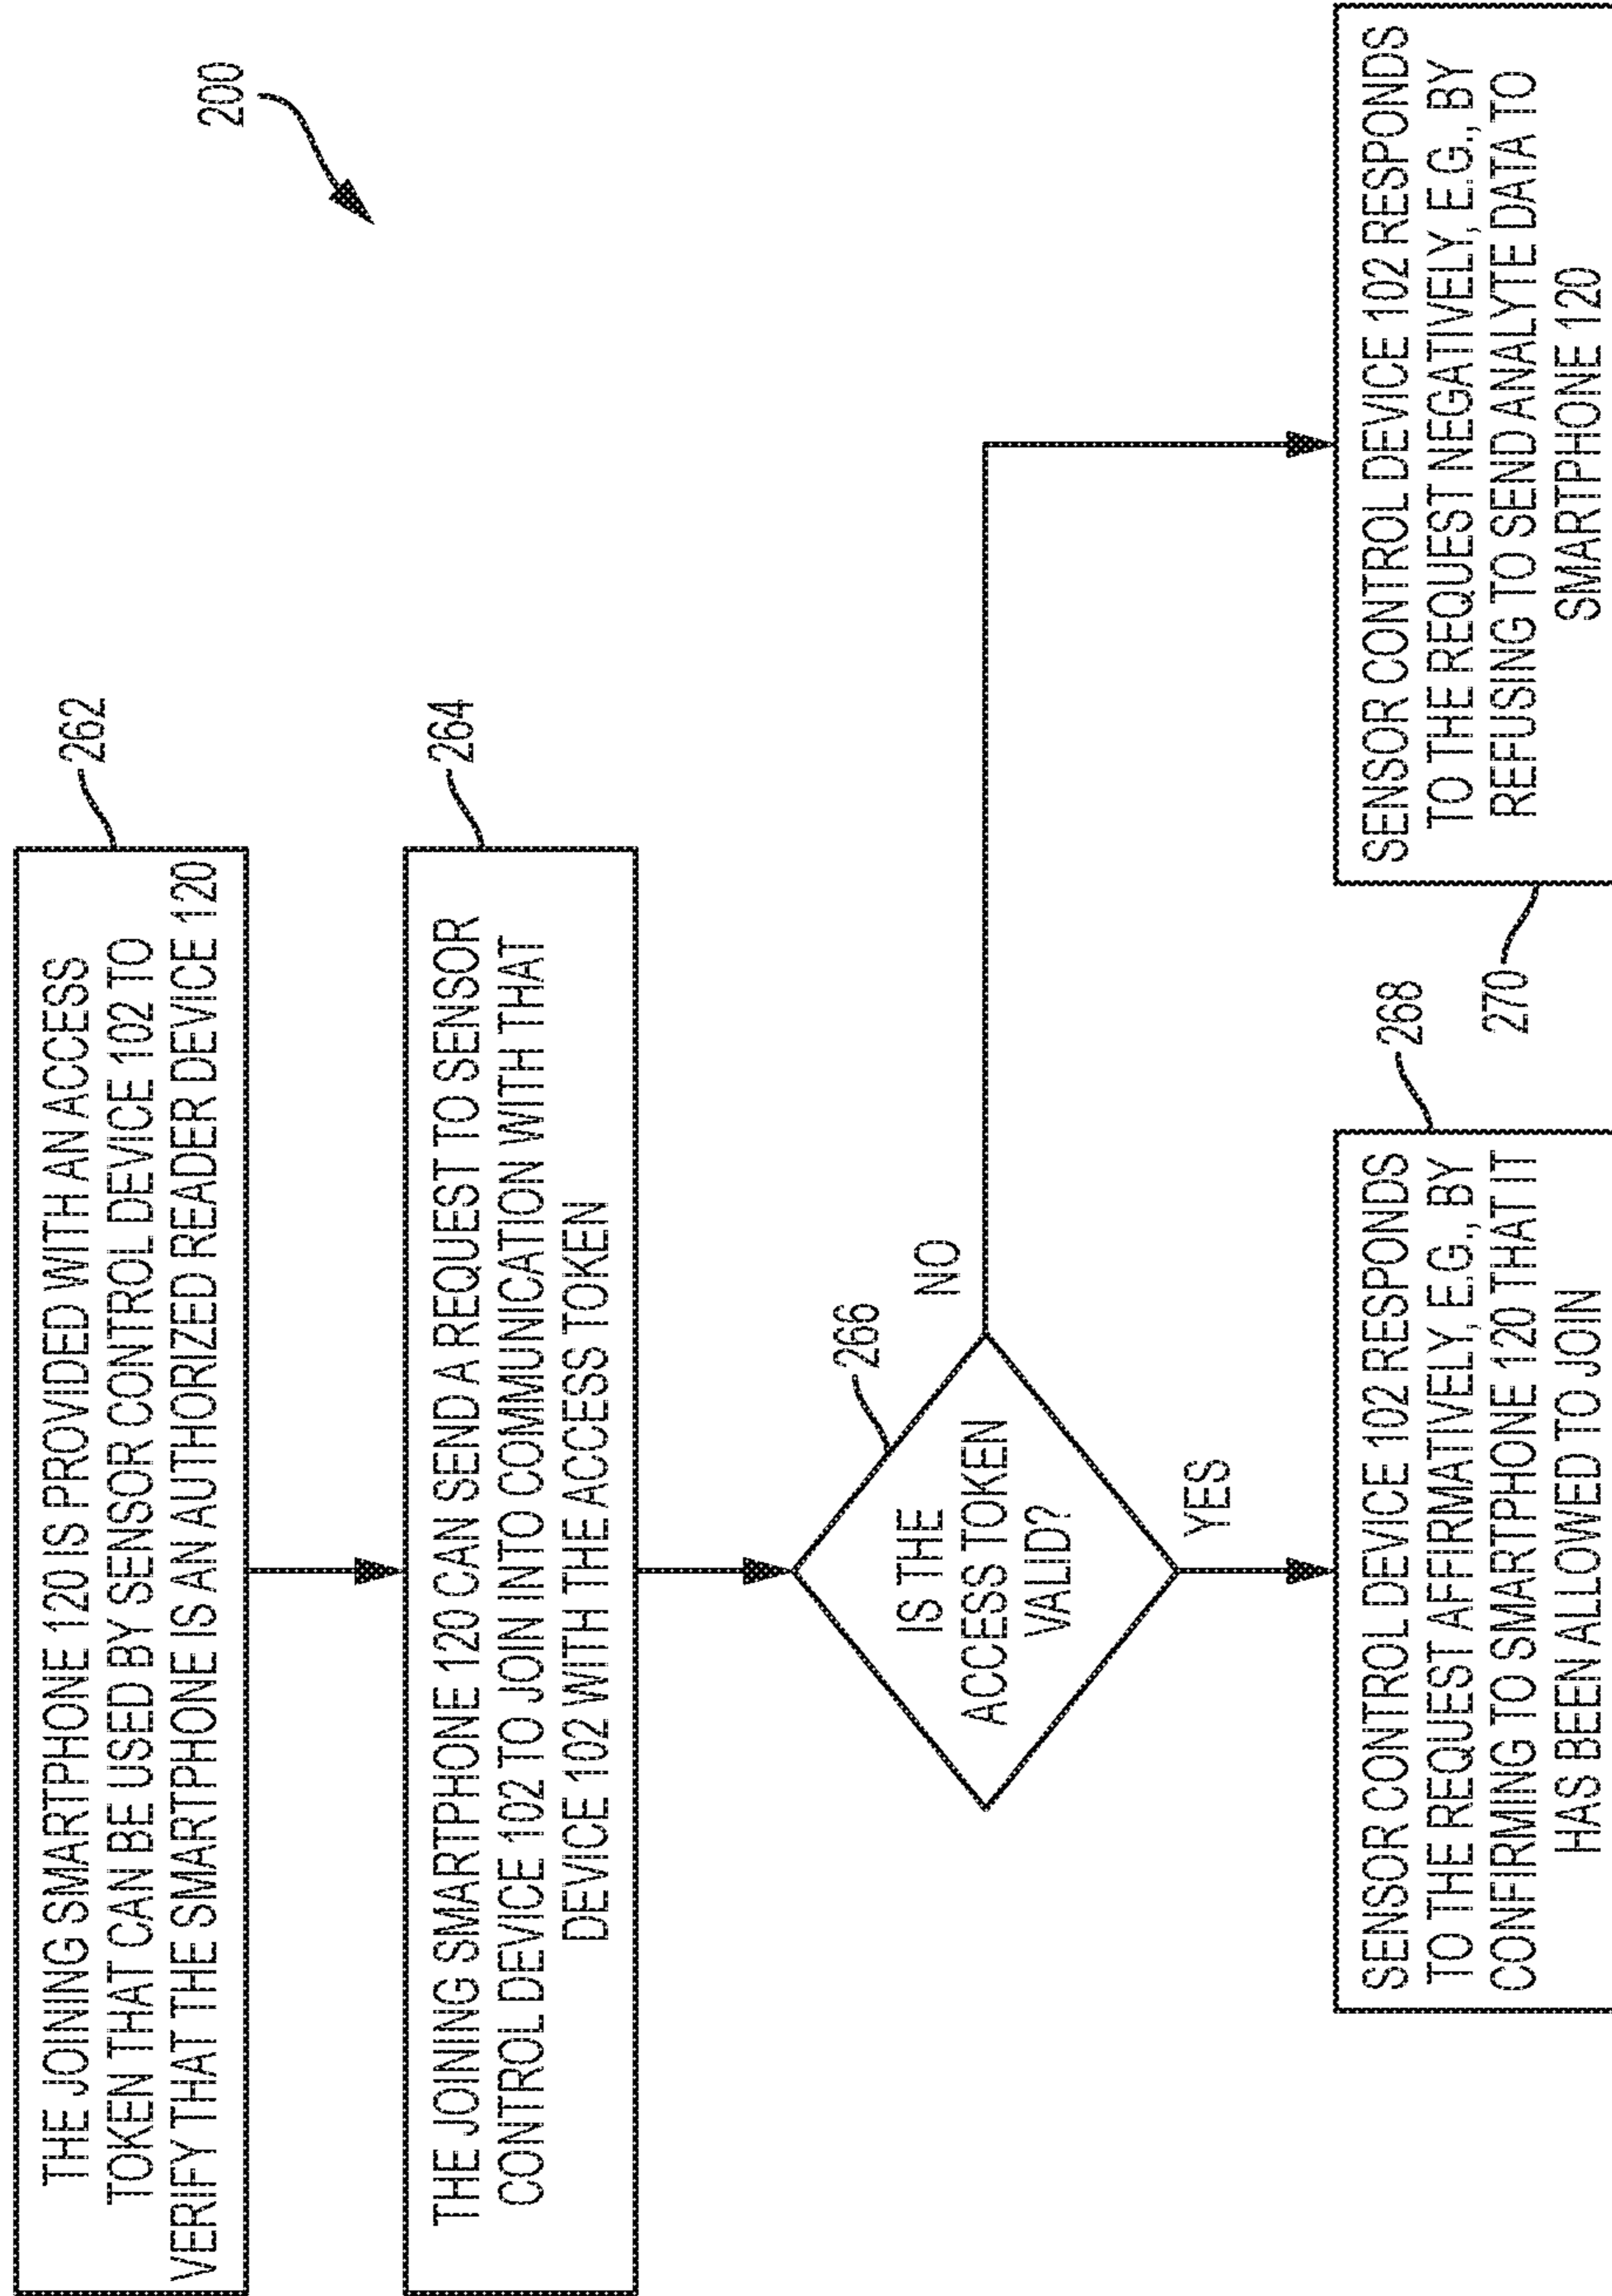 200
262
THE JOINING SMARTPHONE 120 IS PROVIDED WITH AN ACCESS
TOKEN THAT CAN BE USED BY SENSOR CONTROL DEVICE 102 TO
VERIFY THAT THE SMARTPHONE IS AN AUTHORIZED READER DEVICE 120
264
THE JOINING SMARTPHONE 120 CAN SEND A REQUEST TO SENSOR
CONTROL DEVICE 102 TO JOIN INTO COMMUNICATION WITH THAT
DEVICE 102 WITH THE ACCESS TOKEN
266
IS THE
ACCESS TOKEN
VALID?
NO
YES
268
SENSOR CONTROL DEVICE 102 RESPONDS
TO THE REQUEST AFFIRMATIVELY, E.G., BY
CONFIRMING TO SMARTPHONE 120 THAT IT
HAS BEEN ALLOWED TO JOIN
270
SENSOR CONTROL DEVICE 102 RESPONDS
TO THE REQUEST NEGATIVELY, E.G., BY
REFUSING TO SEND ANALYTE DATA TO
SMARTPHONE 120